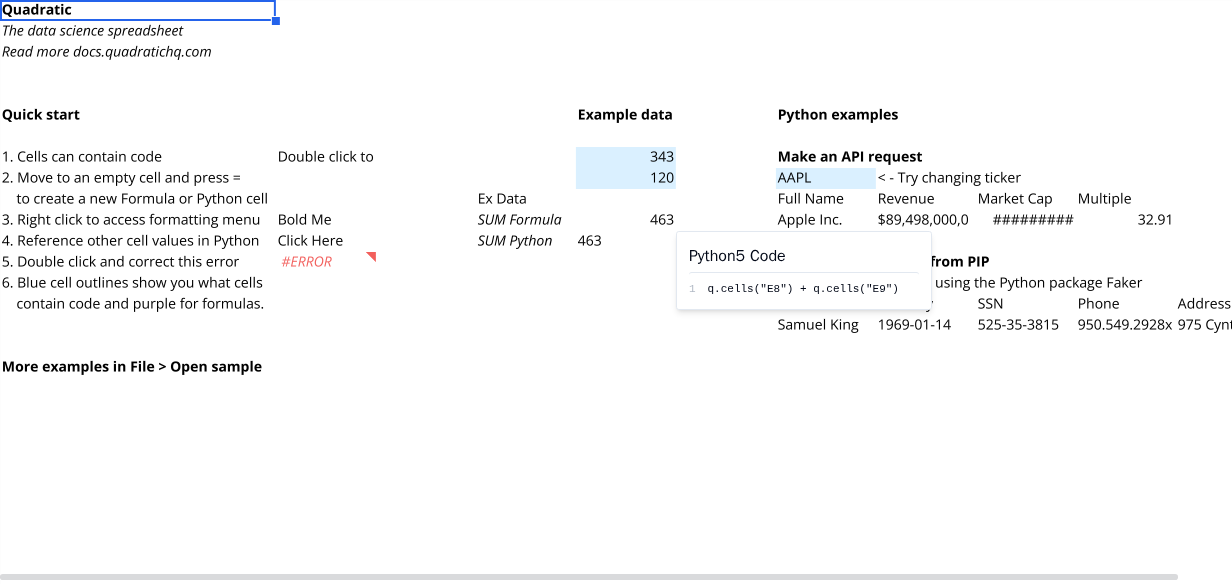 Quadratic
The data science spreadsheet
Read more docs.quadratichq.com
Quick start Example data Python examples
1. Cells can contain code Double click to 343 Make an API request
2. Move to an empty cell and press = 120 AAPL < - Try changing ticker
to create a new Formula or Python cell Ex Data Full Name Revenue Market Cap Multiple
3. Right click to access formatting menu Bold Me SUM Formula 463 Apple Inc. $89,498,000,0 ######### 32.91
4. Reference other cell values in Python Click Here SUM Python 463
Python5 Code
5. Double click and correct this error #ERROR from PIP
6. Blue cell outlines show you what cells 1 q.cells("E8") + q.cells("E9") using the Python package Faker
contain code and purple for formulas. SSN Phone Address
Samuel King 1969-01-14 525-35-3815 950.549.2928x 975 Cynt
More examples in File > Open sample